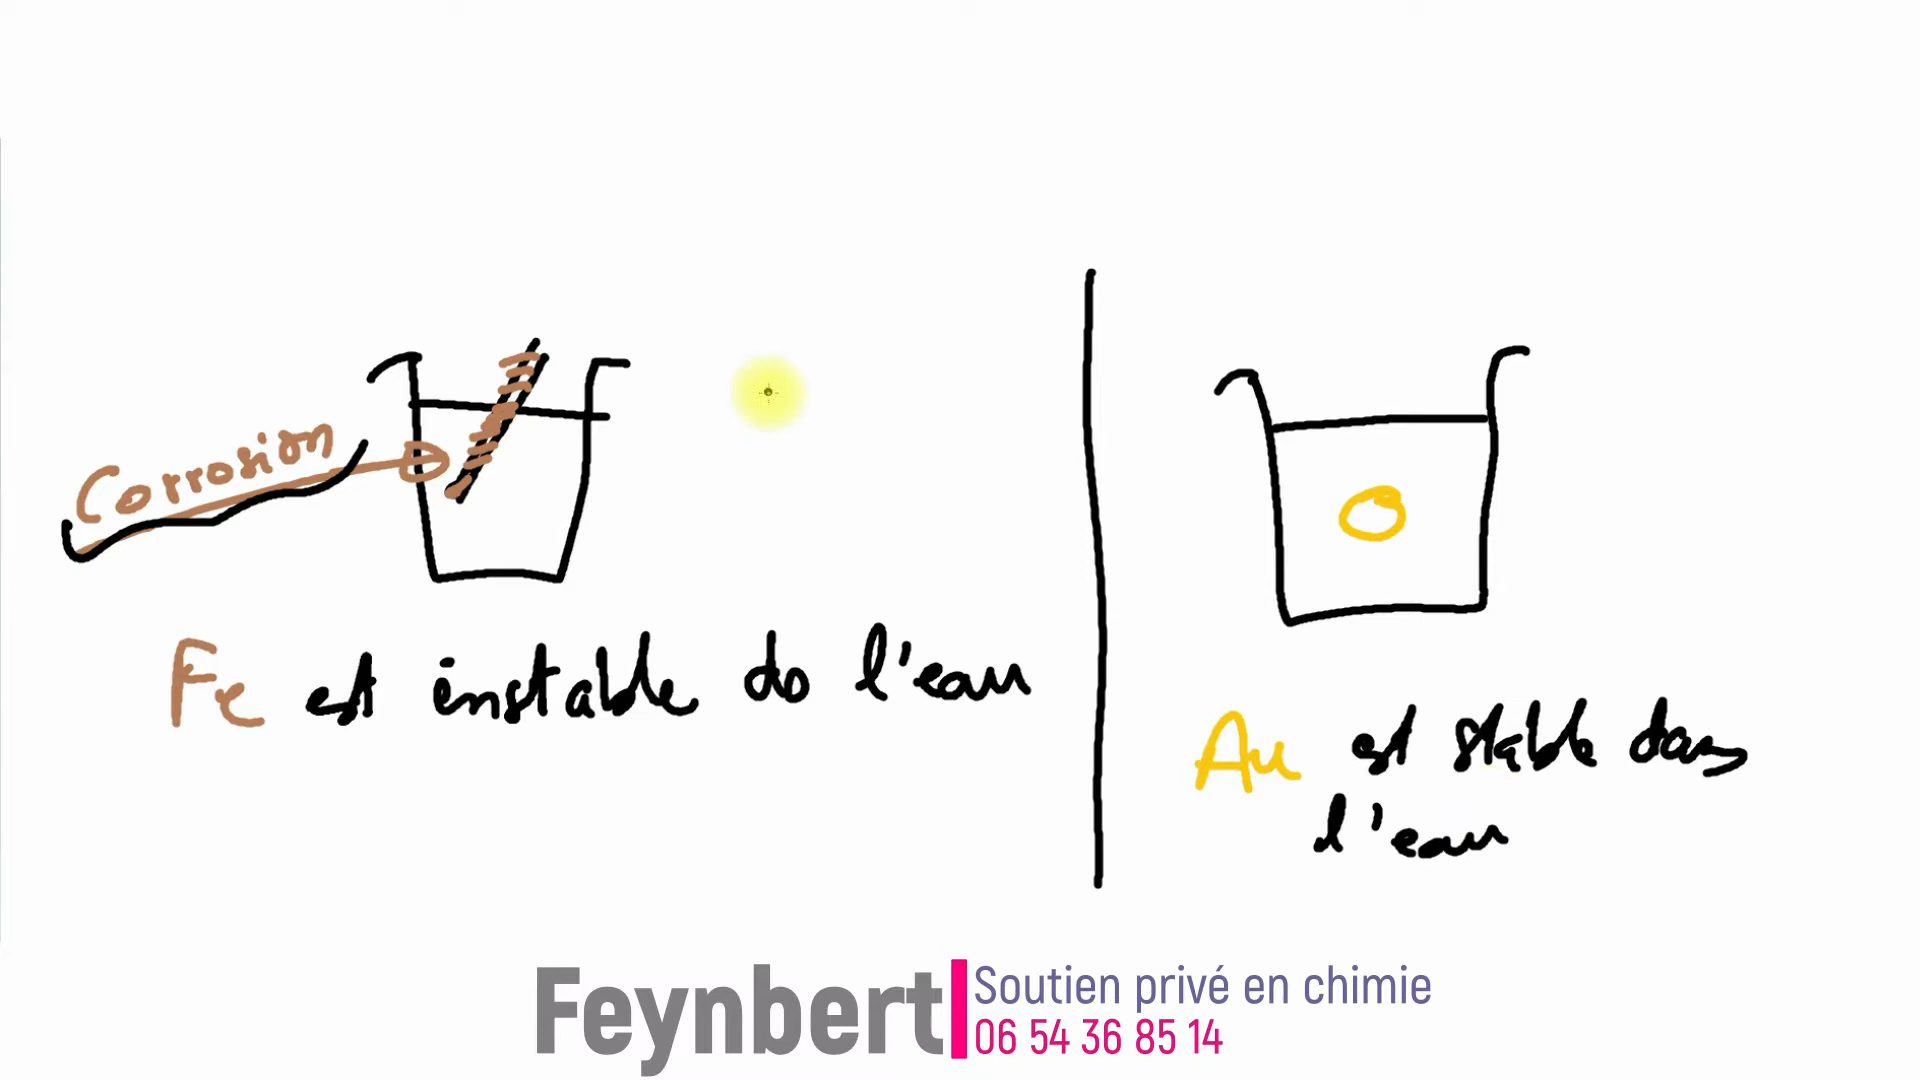 Corrosion
Fe est instable ds l'eau
Au est stable dans
l'eau
Feynbert
Soutien privé en chimie
06 54 36 85 14